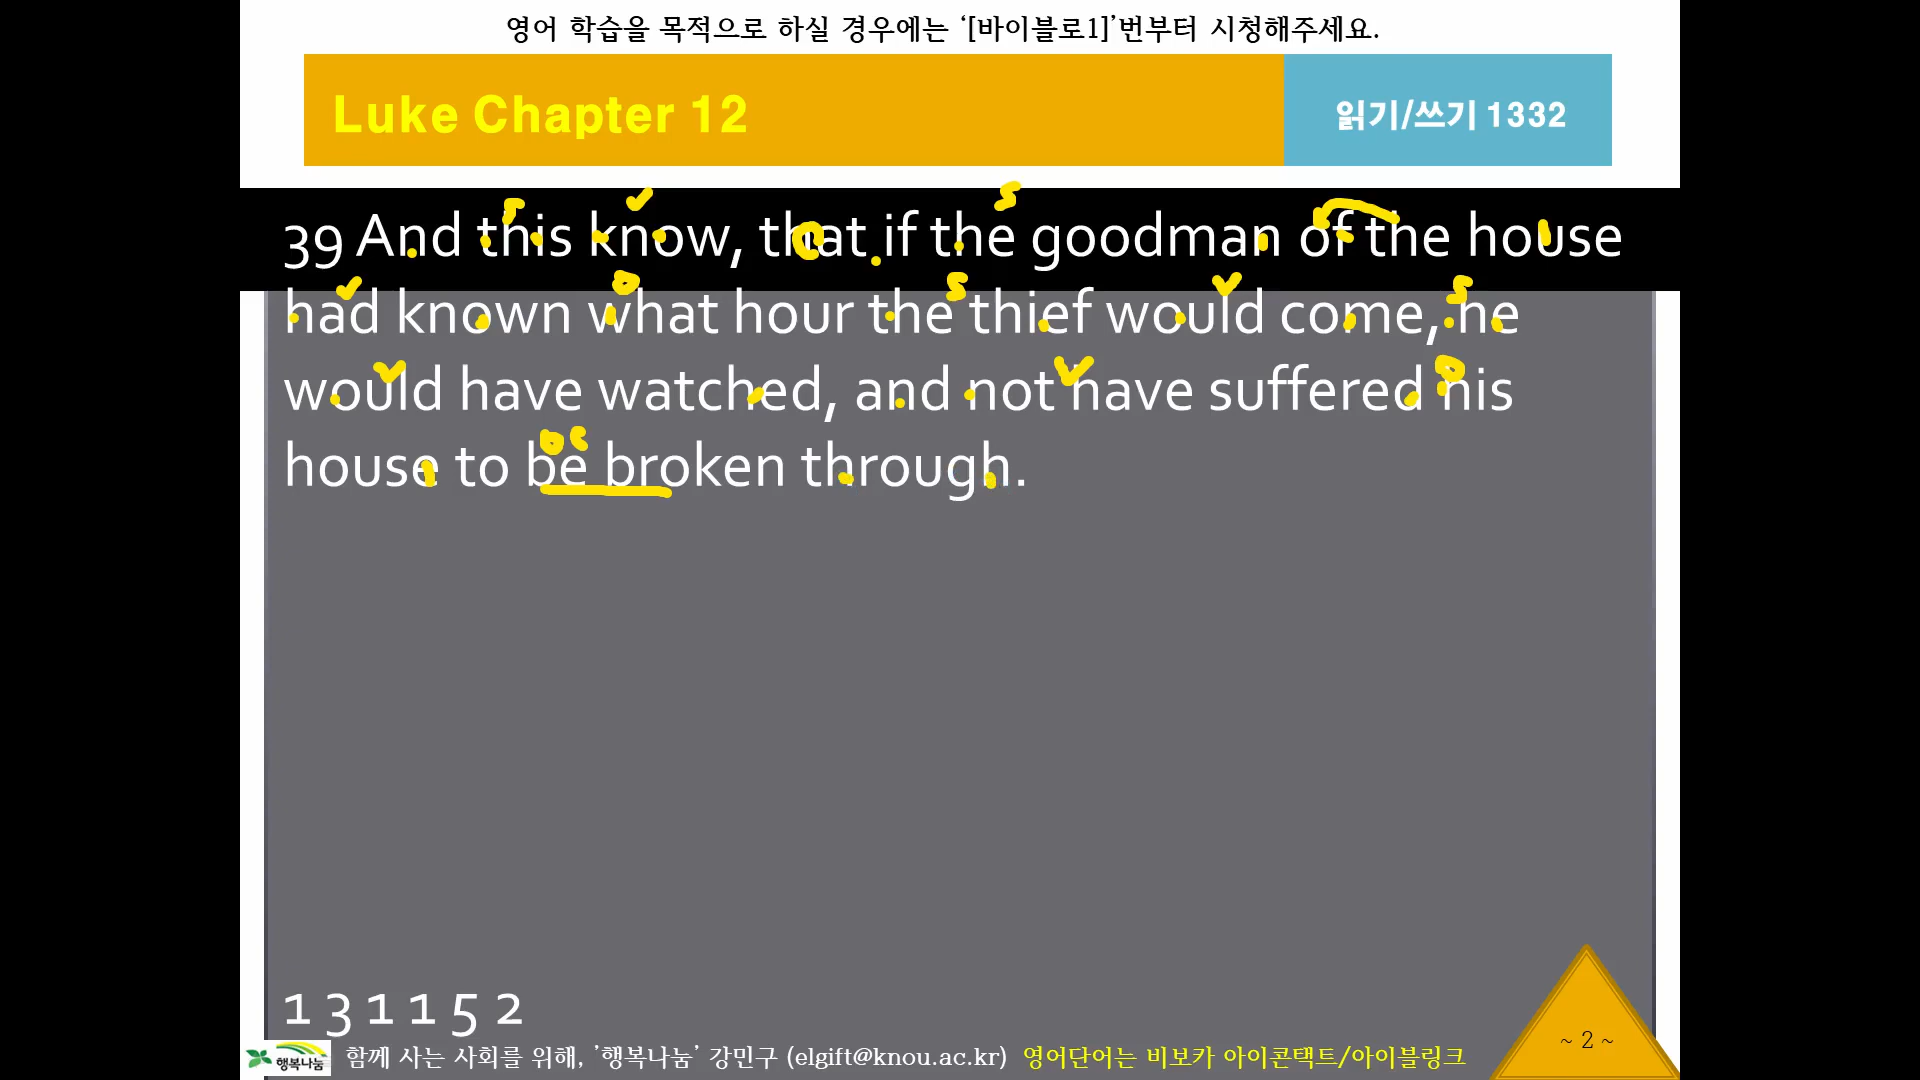 영어 학습을 목적으로 하실 경우에는 ‘[바이블로1]’번부터 시청해주세요.
Luke Chapter 12
읽기/쓰기 1332
39 And this know, that if the goodman of the house
had known what hour the thief would come, he
would have watched, and not have suffered his
house to be broken through.
1 3 1 1 5 2
~ 2 ~
행복나눔 함께 사는 사회를 위해, ’행복나눔’ 강민구 (elgift@knou.ac.kr) 영어단어는 비보카 아이콘택트/아이블링크